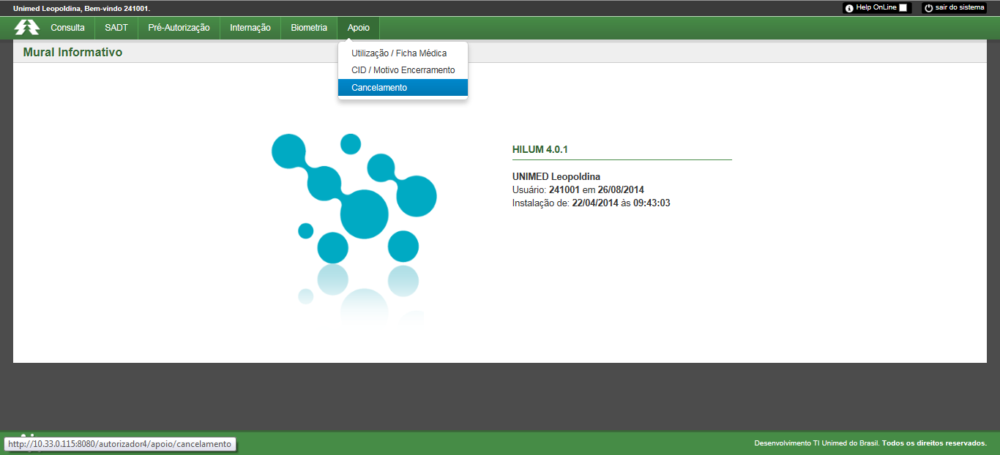 Unimed Leopoldina, Bem-vindo 241001.
Help OnLine
sair do sistema
Consulta SADT Pré-Autorização Internação Biometria Apoio
Mural Informativo
Utilização / Ficha Médica
CID / Motivo Encerramento
Cancelamento
HILUM 4.0.1
UNIMED Leopoldina
Usuário: 241001 em 26/08/2014
Instalação de: 22/04/2014 às 09:43:03
http://10.33.0.115:8080/autorizador4/apoio/cancelamento
Desenvolvimento TI Unimed do Brasil. Todos os direitos reservados.